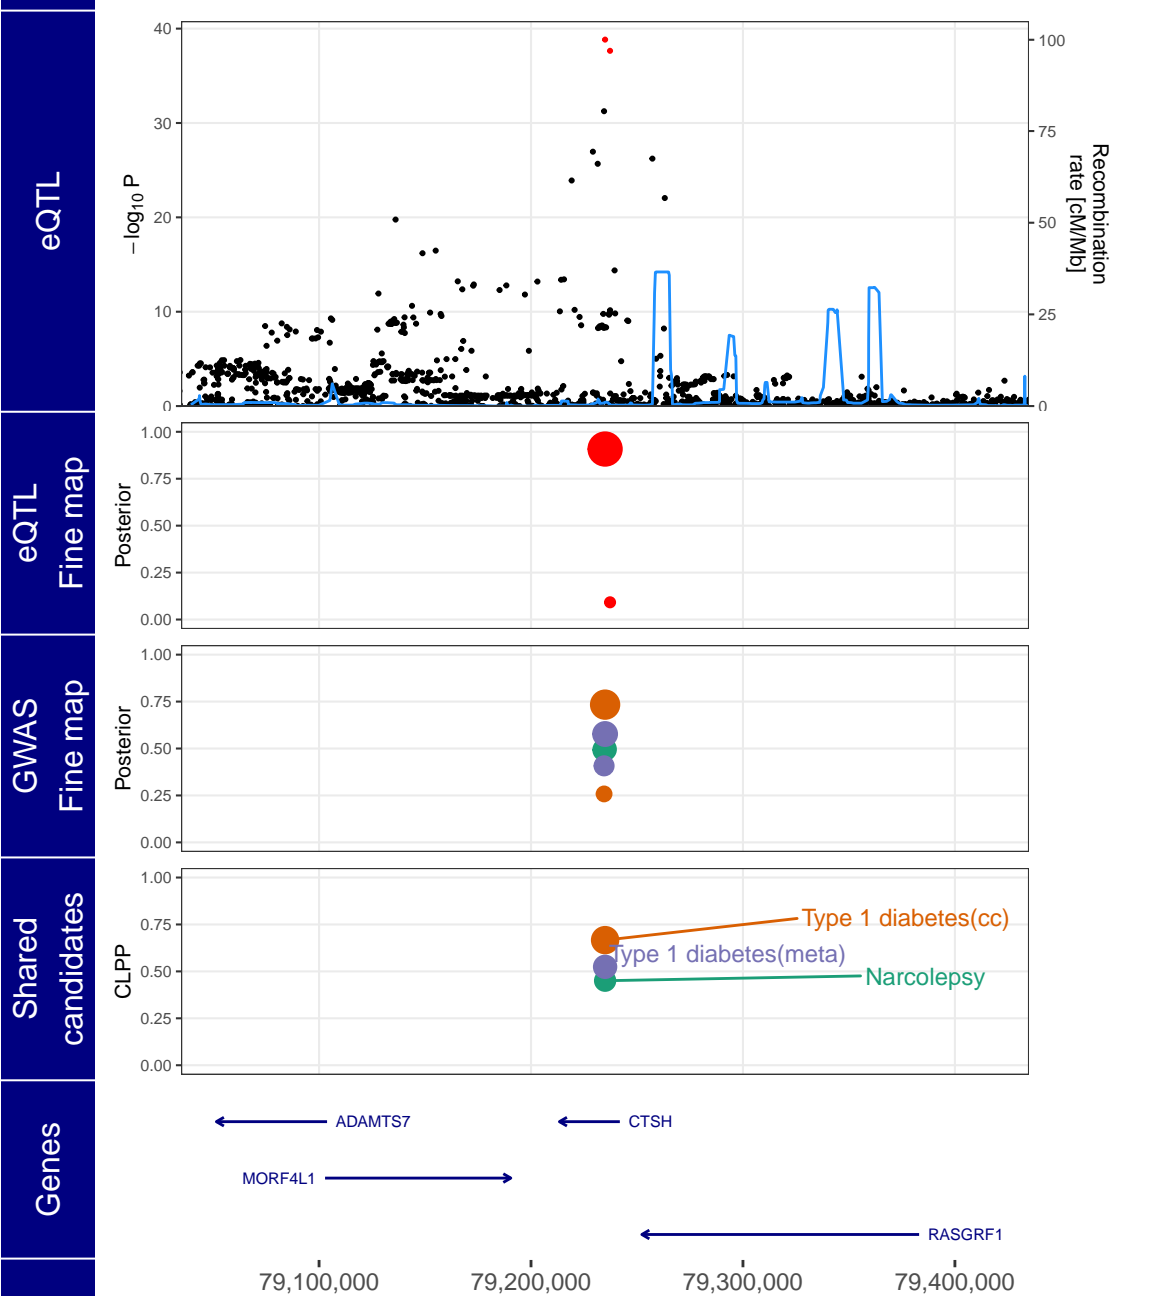 eQTL
−log10 P
40
30
20
10
0
100
75
50
25
0
Recombination
rate [cM/Mb]
eQTL
Fine map
Posterior
1.00
0.75
0.50
0.25
0.00
GWAS
Fine map
Posterior
1.00
0.75
0.50
0.25
0.00
Shared
candidates
CLPP
1.00
0.75
0.50
0.25
0.00
Type 1 diabetes(cc)
Type 1 diabetes(meta)
Narcolepsy
Genes
ADAMTS7
CTSH
MORF4L1
RASGRF1
79,100,000
79,200,000
79,300,000
79,400,000